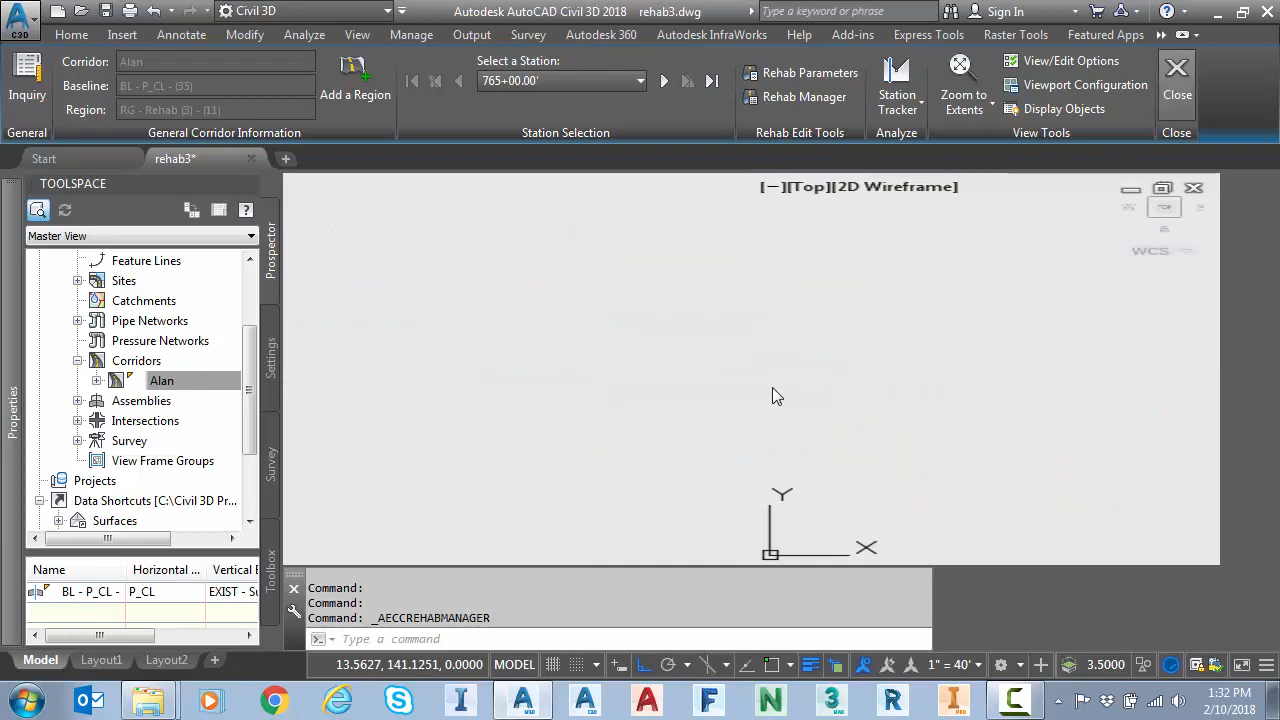 Civil 3D
Autodesk AutoCAD Civil 3D 2018 rehab3.dwg
Type a keyword or phrase
Sign In
C3D
Home Insert Annotate Modify Analyze View Manage Output Survey Autodesk 360 Autodesk InfraWorks Help Add-ins Express Tools Raster Tools Featured Apps
Inquiry
General
Corridor: Alan
Baseline: BL - P_CL - (35)
Region: RG - Rehab (3) - (11)
Add a Region
General Corridor Information
Select a Station:
765+00.00'
Station Selection
Rehab Parameters
Rehab Manager
Rehab Edit Tools
Station
Tracker
Analyze
Zoom to
Extents
View/Edit Options
Viewport Configuration
Display Objects
View Tools
Close
Close
Start rehab3*
TOOLSPACE
Master View
Feature Lines
Sites
Catchments
Pipe Networks
Pressure Networks
Corridors
Alan
Assemblies
Intersections
Survey
View Frame Groups
Projects
Data Shortcuts [C:\Civil 3D Pr...
Surfaces
Name Horizontal ... Vertical
BL - P_CL - P_CL EXIST - Su
Properties
Prospector
Settings
Survey
Toolbox
[−][Top][2D Wireframe]
TOP
WCS
Y
X
Command:
Command:
Command: _AECCREHABMANAGER
Type a command
Model Layout1 Layout2
13.5627, 141.1251, 0.0000 MODEL 1" = 40' 3.5000
1:32 PM
2/10/2018